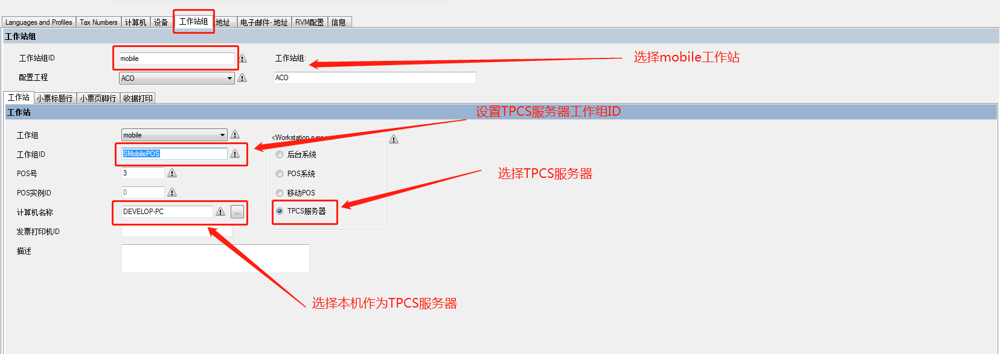 Languages and Profiles Tax Numbers 计算机 设备 工作站组 地址 电子邮件- 地址 RVM配置 信息
工作站组
工作站组ID mobile 工作站组: 选择mobile工作站
配置工程 ACO ACO
工作站 小票标题行 小票页脚行 收据打印
工作站 设置TPCS服务器工作组ID
工作组 mobile <Workstation runs
工作组ID SMobilePOS 后台系统
POS号 3 POS系统 选择TPCS服务器
POS实例ID 0 移动POS
计算机名称 DEVELOP-PC ... TPCS服务器
发票打印机ID
描述
选择本机作为TPCS服务器